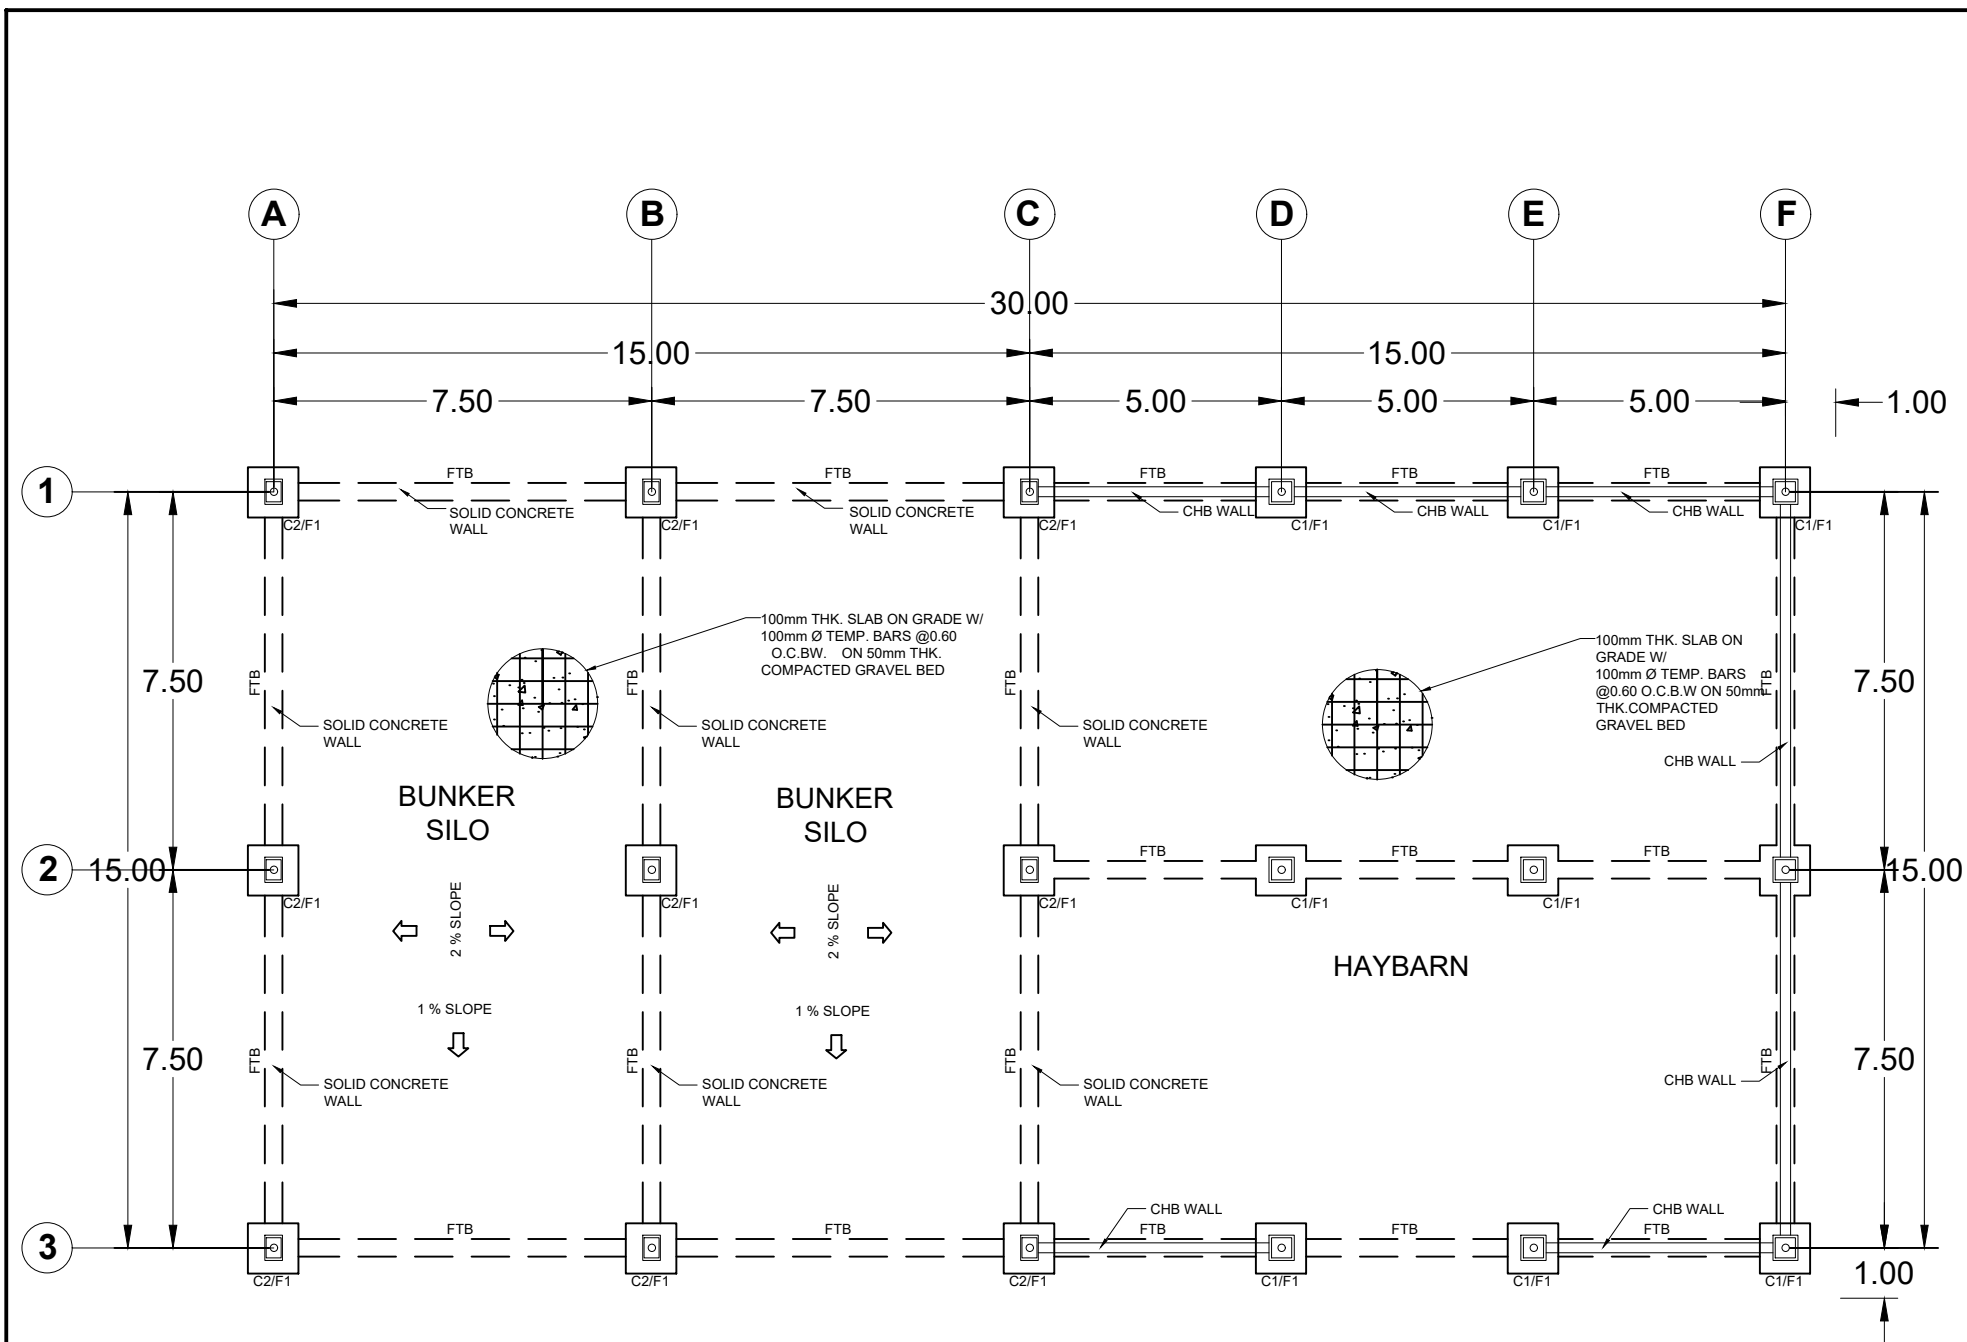 A B C D E F
30.00
15.00 15.00
7.50 7.50 5.00 5.00 5.00 1.00
FTB FTB FTB FTB FTB
1
SOLID CONCRETE
WALL
SOLID CONCRETE
WALL
CHB WALL CHB WALL CHB WALL
C2/F1 C2/F1 C2/F1 C1/F1 C1/F1 C1/F1
100mm THK. SLAB ON GRADE W/
100mm Ø TEMP. BARS @0.60
O.C.BW. ON 50mm THK.
COMPACTED GRAVEL BED
100mm THK. SLAB ON
GRADE W/
100mm Ø TEMP. BARS
@0.60 O.C.B.W ON 50mm
THK.COMPACTED
GRAVEL BED
7.50 FTB FTB FTB FTB 7.50
SOLID CONCRETE
WALL
SOLID CONCRETE
WALL
SOLID CONCRETE
WALL
CHB WALL
BUNKER
SILO
BUNKER
SILO
FTB FTB FTB
2 15.00 15.00
C2/F1 C2/F1 C2/F1 C1/F1 C1/F1
2 % SLOPE 2 % SLOPE
HAYBARN
1 % SLOPE 1 % SLOPE
7.50 FTB FTB FTB FTB 7.50
SOLID CONCRETE
WALL
SOLID CONCRETE
WALL
SOLID CONCRETE
WALL
CHB WALL
CHB WALL CHB WALL
FTB FTB FTB FTB FTB
3
C2/F1 C2/F1 C2/F1 C1/F1 C1/F1 C1/F1
1.00